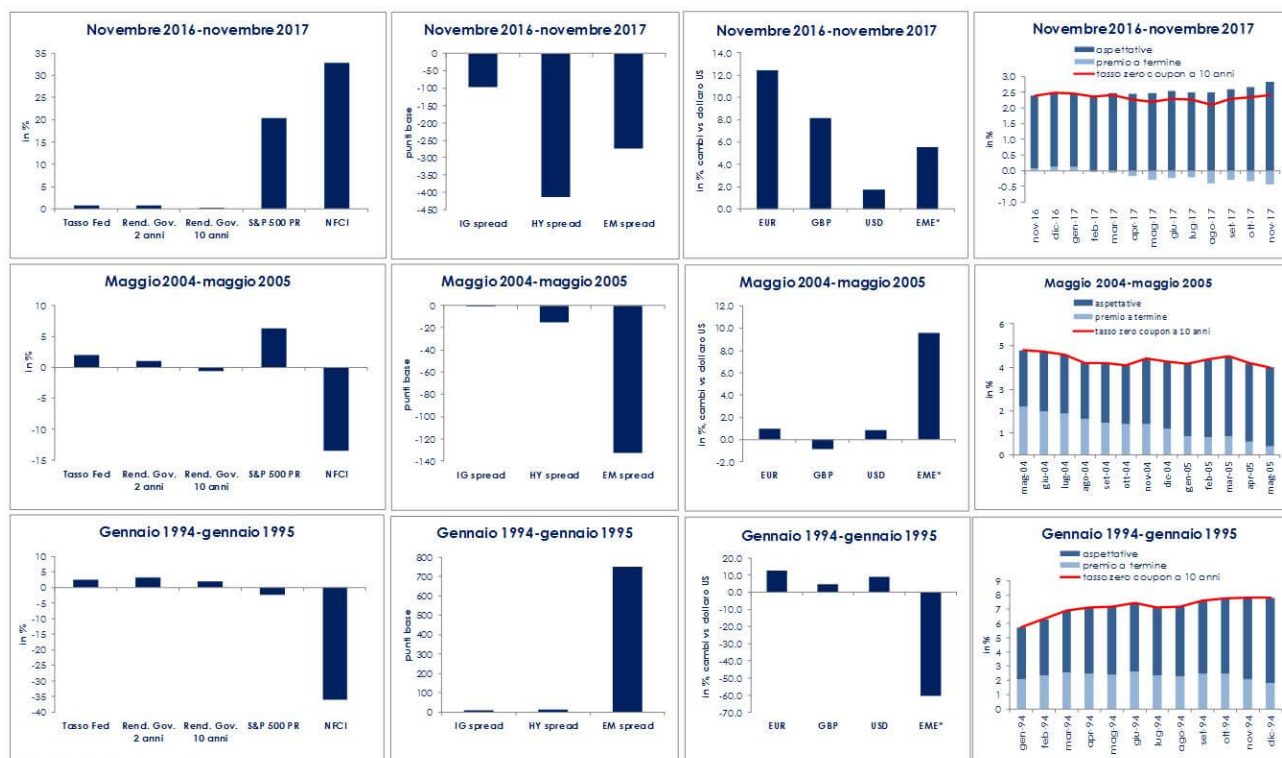 Novembre 2016-novembre 2017
in %
35
30
25
20
15
10
5
0
Tasso Fed
Rend. Gov.
2 anni
Rend. Gov.
10 anni
S&P 500 PR
NFCI
Novembre 2016-novembre 2017
punti base
0
-50
-100
-150
-200
-250
-300
-350
-400
-450
IG spread
HY spread
EM spread
Novembre 2016-novembre 2017
in % cambi vs dollaro US
14.0
12.0
10.0
8.0
6.0
4.0
2.0
0.0
EUR
GBP
USD
EME*
Novembre 2016-novembre 2017
aspettative
premio a termine
tasso zero coupon a 10 anni
in %
3.0
2.5
2.0
1.5
1.0
0.5
0.0
-0.5
-1.0
nov-16
dic-16
gen-17
feb-17
mar-17
apr-17
mag-17
giu-17
lug-17
ago-17
set-17
ott-17
nov-17
Maggio 2004-maggio 2005
in %
10
5
0
-5
-10
-15
Tasso Fed
Rend. Gov.
2 anni
Rend. Gov.
10 anni
S&P 500 PR
NFCI
Maggio 2004-maggio 2005
punti base
0
-20
-40
-60
-80
-100
-120
-140
IG spread
HY spread
EM spread
Maggio 2004-maggio 2005
in %, cambi vs dollaro US
12.0
10.0
8.0
6.0
4.0
2.0
0.0
-2.0
EUR
GBP
USD
EME*
Maggio 2004-maggio 2005
aspettative
premio a termine
tasso zero coupon a 10 anni
in %
6
5
4
3
2
1
0
mag-04
giu-04
lug-04
ago-04
set-04
ott-04
nov-04
dic-04
gen-05
feb-05
mar-05
apr-05
mag-05
Gennaio 1994-gennaio 1995
in %
10
5
0
-5
-10
-15
-20
-25
-30
-35
-40
Tasso Fed
Rend. Gov.
2 anni
Rend. Gov.
10 anni
S&P 500 PR
NFCI
Gennaio 1994-gennaio 1995
punti base
800
700
600
500
400
300
200
100
0
IG spread
HY spread
EM spread
Gennaio 1994-gennaio 1995
in % cambi vs dollaro US
20.0
10.0
0.0
-10.0
-20.0
-30.0
-40.0
-50.0
-60.0
-70.0
EUR
GBP
USD
EME*
Gennaio 1994-gennaio 1995
aspettative
premio a termine
tasso zero coupon a 10 anni
in %
9
8
7
6
5
4
3
2
1
0
gen-94
feb-94
mar-94
apr-94
mag-94
giu-94
lug-94
ago-94
set-94
ott-94
nov-94
dic-94